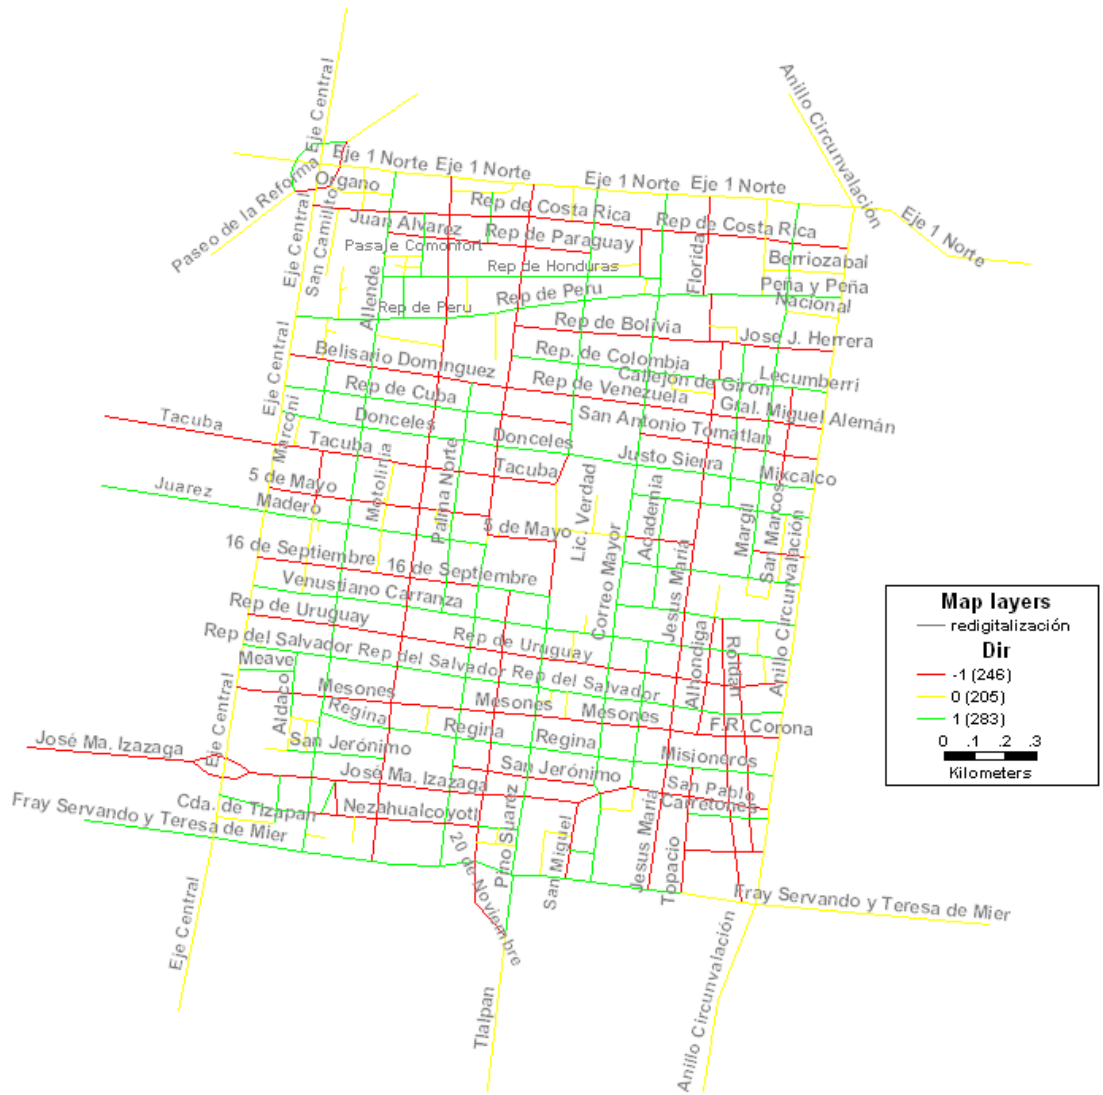 Eje Central
Anillo Circunvalación
Eje 1 Norte
Eje 1 Norte
Eje 1 Norte
Eje 1 Norte
Eje 1 Norte
Paseo de la Reforma
Organo
Rep de Costa Rica
Rep de Costa Rica
Juan Alvarez
Rep de Paraguay
Pasaje Comonfort
Rep de Honduras
Berriozabal
Eje Central
San Camilito
Florida
Peña y Peña
Nacional
Allende
Rep de Peru
Rep de Peru
Rep de Bolivia
Jose J. Herrera
Eje Central
Belisario Dominguez
Rep. de Colombia
Callejón de Girón
Lecumberri
Rep de Cuba
Rep de Venezuela
Gral. Miguel Alemán
Marconi
Donceles
Donceles
San Antonio Tomatlan
Tacuba
Tacuba
Tacuba
Justo Sierra
Mixcalco
Motolinia
Palma Norte
5 de Mayo
Juarez
Madero
5 de Mayo
Lic. Verdad
Academia
Margil
San Marcos
16 de Septiembre
16 de Septiembre
Correo Mayor
Jesus María
Anillo Circunvalación
Venustiano Carranza
Rep de Uruguay
Rep de Uruguay
Rep del Salvador
Rep del Salvador
Rep del Salvador
Alhondiga
Roldan
Meave
Aldaco
Mesones
Mesones
Mesones
F.R. Corona
Regina
Regina
Regina
Misioneros
Eje Central
José Ma. Izazaga
San Jerónimo
José Ma. Izazaga
San Jerónimo
San Pablo
Carretones
Cda. de Tizapan
Nezahualcoyotl
Fray Servando y Teresa de Mier
Pino Suarez
20 de Noviembre
San Miguel
Jesus María
Topacio
Fray Servando y Teresa de Mier
Eje Central
Tlalpan
Anillo Circunvalación
Map layers
redigitalización
Dir
-1 (246)
0 (205)
1 (283)
0 .1 .2 .3
Kilometers